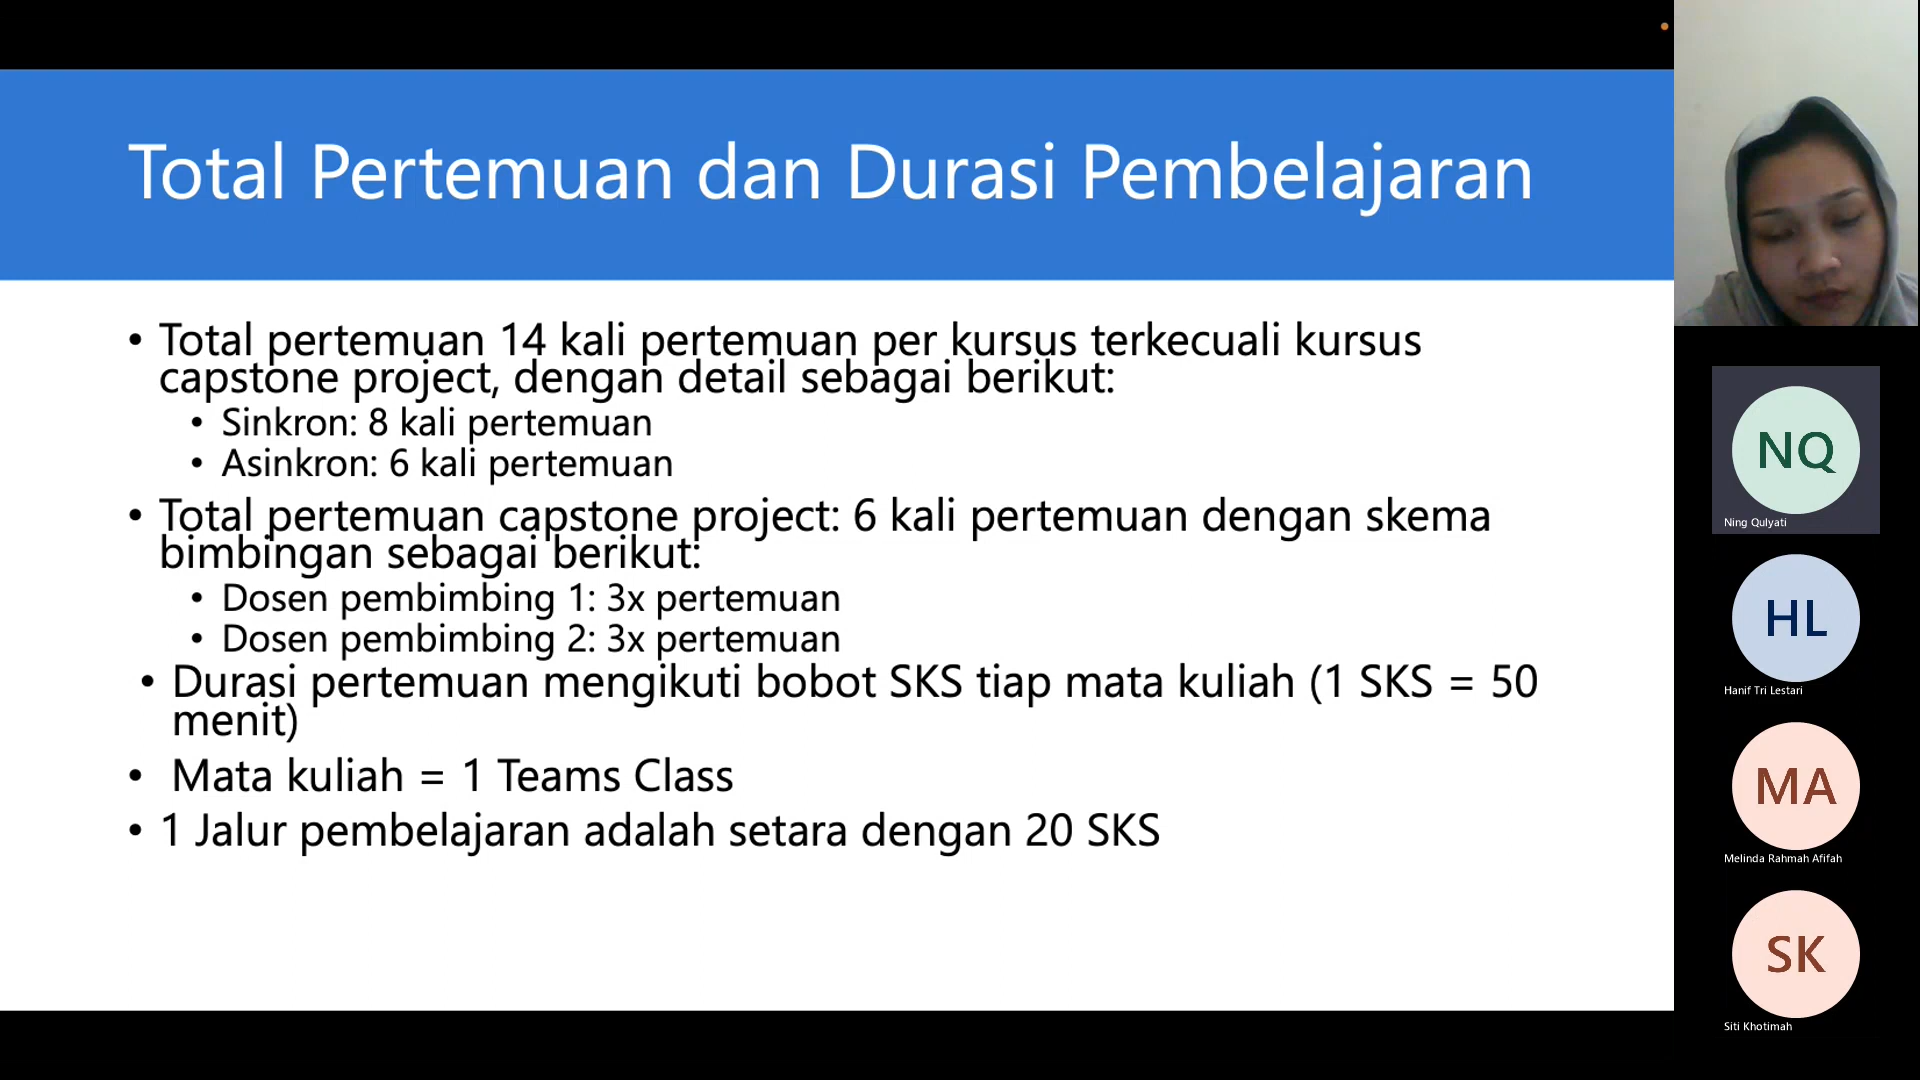 Total Pertemuan dan Durasi Pembelajaran
• Total pertemuan 14 kali pertemuan per kursus terkecuali kursus
capstone project, dengan detail sebagai berikut:
• Sinkron: 8 kali pertemuan
• Asinkron: 6 kali pertemuan
• Total pertemuan capstone project: 6 kali pertemuan dengan skema
bimbingan sebagai berikut:
• Dosen pembimbing 1: 3x pertemuan
• Dosen pembimbing 2: 3x pertemuan
• Durasi pertemuan mengikuti bobot SKS tiap mata kuliah (1 SKS = 50
menit)
• Mata kuliah = 1 Teams Class
• 1 Jalur pembelajaran adalah setara dengan 20 SKS
NQ
Ning Qulyati
HL
Hanif Tri Lestari
MA
Melinda Rahmah Afifah
SK
Siti Khotimah